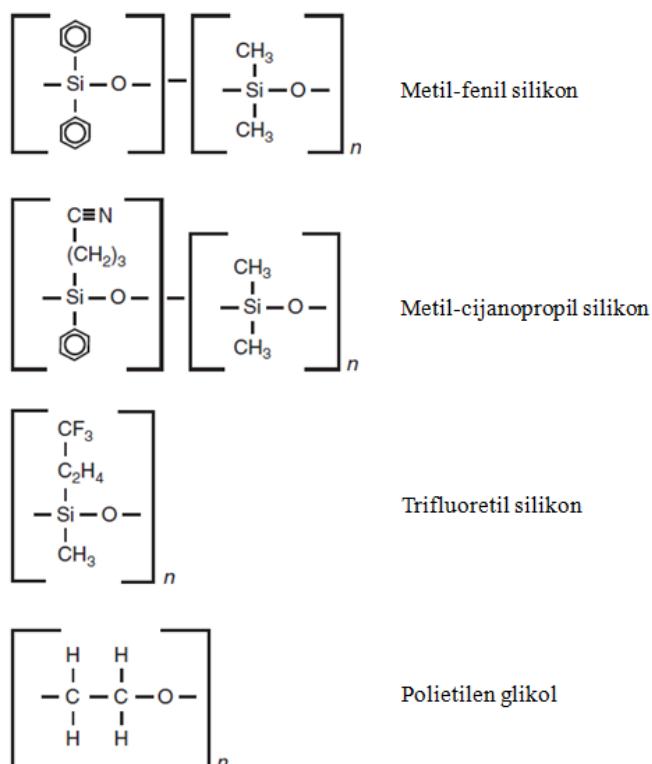 CH₃
— Si — O — — Si — O — Metil-fenil silikon
CH₃
n
C≡N
(CH₂)₃
CH₃
— Si — O — — Si — O — Metil-cijanopropil silikon
CH₃
n
CF₃
C₂H₄
— Si — O — Trifluoretil silikon
CH₃
n
H H
— C — C — O — Polietilen glikol
H H
n